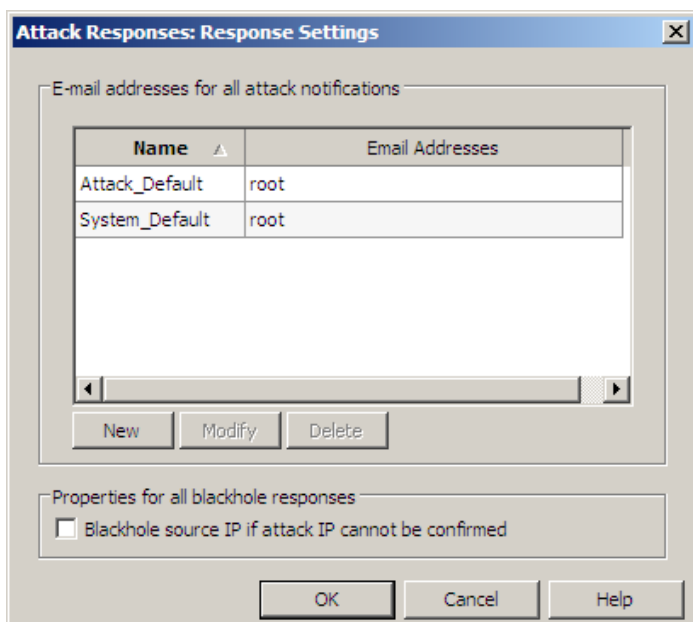 Attack Responses: Response Settings
E-mail addresses for all attack notifications
Name Email Addresses
Attack_Default root
System_Default root
New Modify Delete
Properties for all blackhole responses
Blackhole source IP if attack IP cannot be confirmed
OK Cancel Help